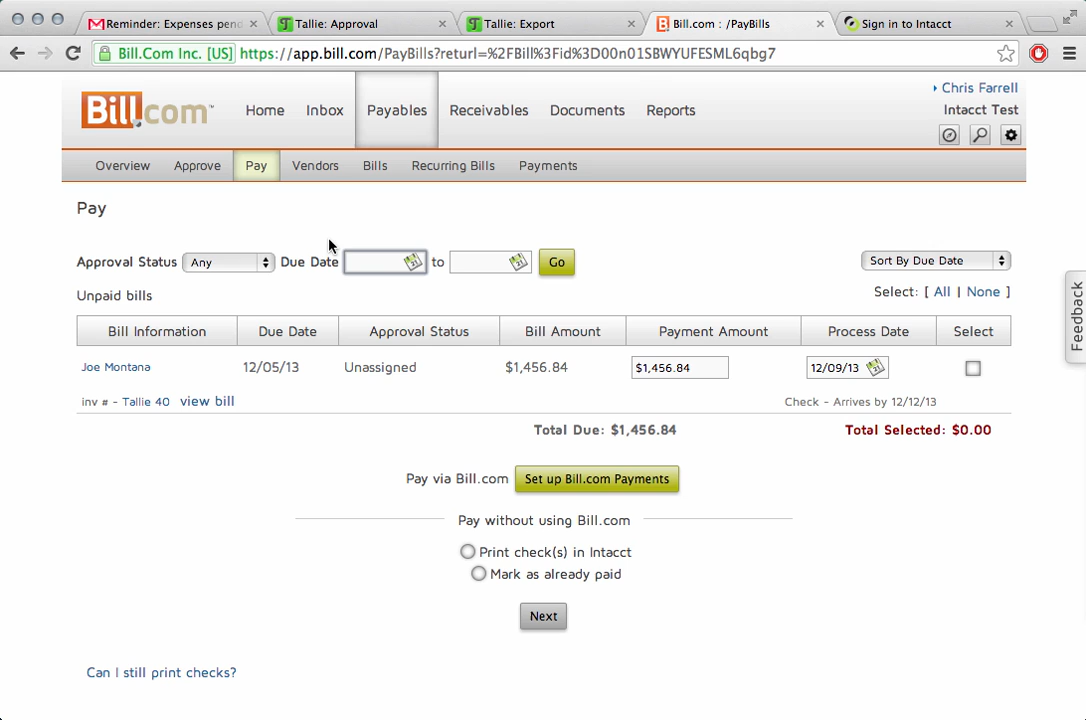 Reminder: Expenses pend
Tallie: Approval
Tallie: Export
Bill.com : /PayBills
Sign in to Intacct
Bill.Com Inc. [US] https://app.bill.com/PayBills?returl=%2FBill%3Fid%3D00n01SBWYUFESML6qbg7
Bill.com™
Home Inbox Payables Receivables Documents Reports
Chris Farrell
Intacct Test
Overview Approve Pay Vendors Bills Recurring Bills Payments
Pay
Approval Status Any Due Date to Go Sort By Due Date
Unpaid bills Select: [ All | None ]
Bill Information Due Date Approval Status Bill Amount Payment Amount Process Date Select
Joe Montana 12/05/13 Unassigned $1,456.84 $1,456.84 12/09/13
inv # - Tallie 40 view bill Check - Arrives by 12/12/13
Total Due: $1,456.84 Total Selected: $0.00
Pay via Bill.com Set up Bill.com Payments
Pay without using Bill.com
Print check(s) in Intacct
Mark as already paid
Next
Can I still print checks?
Feedback